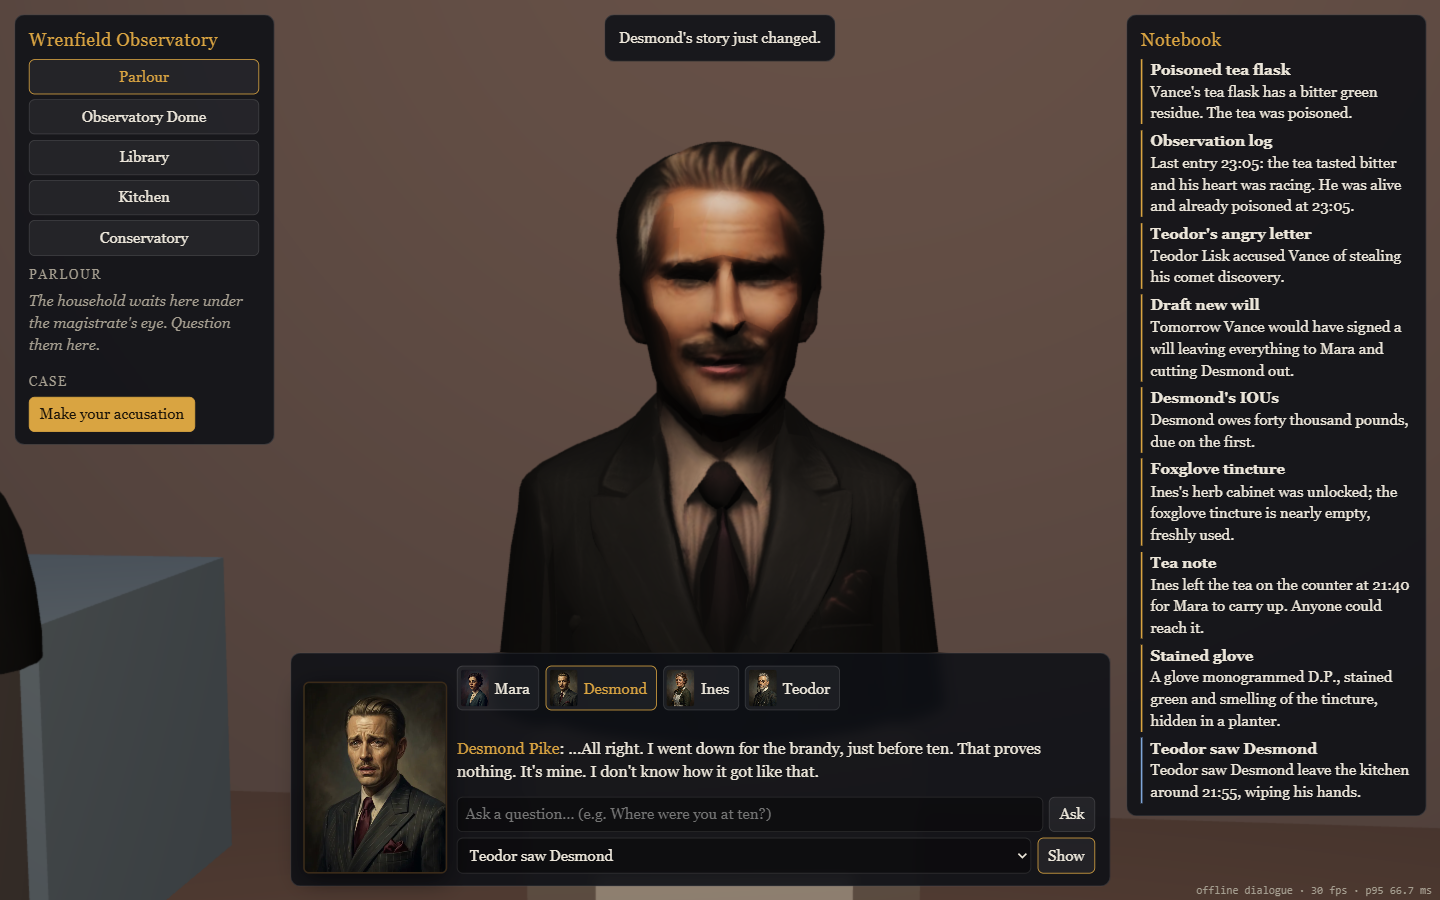 Wrenfield Observatory
Parlour
Observatory Dome
Library
Kitchen
Conservatory
PARLOUR
The household waits here under
the magistrate's eye. Question
them here.
CASE
Make your accusation
Desmond's story just changed.
Mara
Desmond
Ines
Teodor
Desmond Pike: ...All right. I went down for the brandy, just before ten. That proves
nothing. It's mine. I don't know how it got like that.
Ask a question... (e.g. Where were you at ten?)
Ask
Teodor saw Desmond
Show
Notebook
Poisoned tea flask
Vance's tea flask has a bitter green
residue. The tea was poisoned.
Observation log
Last entry 23:05: the tea tasted bitter
and his heart was racing. He was alive
and already poisoned at 23:05.
Teodor's angry letter
Teodor Lisk accused Vance of stealing
his comet discovery.
Draft new will
Tomorrow Vance would have signed a
will leaving everything to Mara and
cutting Desmond out.
Desmond's IOUs
Desmond owes forty thousand pounds,
due on the first.
Foxglove tincture
Ines's herb cabinet was unlocked; the
foxglove tincture is nearly empty,
freshly used.
Tea note
Ines left the tea on the counter at 21:40
for Mara to carry up. Anyone could
reach it.
Stained glove
A glove monogrammed D.P., stained
green and smelling of the tincture,
hidden in a planter.
Teodor saw Desmond
Teodor saw Desmond leave the kitchen
around 21:55, wiping his hands.
offline dialogue · 30 fps · p95 66.7 ms